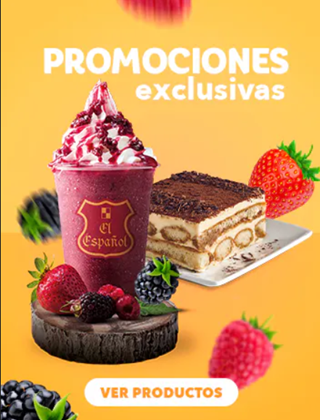 PROMOCIONES
exclusivas
El
Español
VER PRODUCTOS